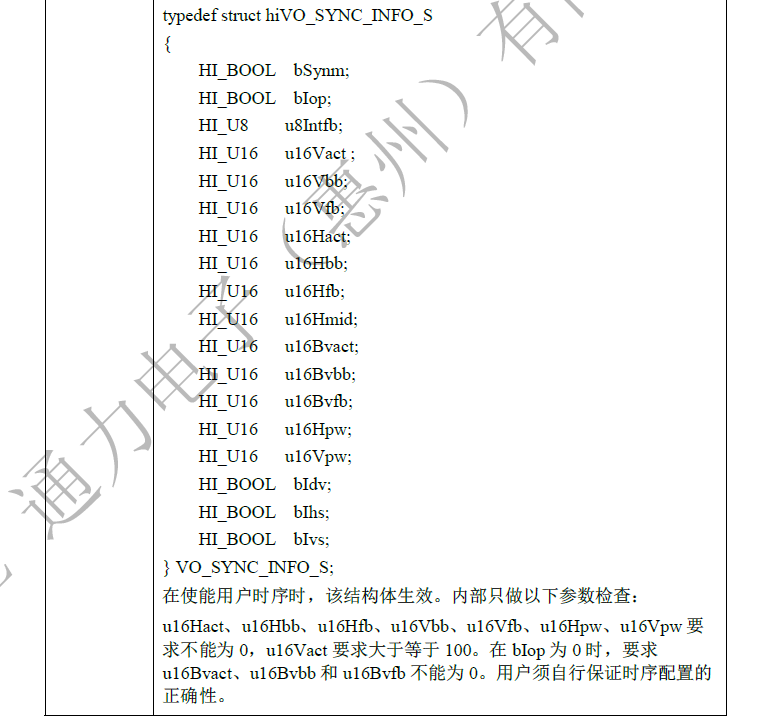 typedef struct hiVO_SYNC_INFO_S
{
HI_BOOL bSynm;
HI_BOOL bIop;
HI_U8 u8Intfb;
HI_U16 u16Vact ;
HI_U16 u16Vbb;
HI_U16 u16Vfb;
HI_U16 u16Hact;
HI_U16 u16Hbb;
HI_U16 u16Hfb;
HI_U16 u16Hmid;
HI_U16 u16Bvact;
HI_U16 u16Bvbb;
HI_U16 u16Bvfb;
HI_U16 u16Hpw;
HI_U16 u16Vpw;
HI_BOOL bIdv;
HI_BOOL bIhs;
HI_BOOL bIvs;
} VO_SYNC_INFO_S;
在使能用户时序时，该结构体生效。内部只做以下参数检查：
u16Hact、u16Hbb、u16Hfb、u16Vbb、u16Vfb、u16Hpw、u16Vpw 要
求不能为 0，u16Vact 要求大于等于 100。在 bIop 为 0 时，要求
u16Bvact、u16Bvbb 和 u16Bvfb 不能为 0。用户须自行保证时序配置的
正确性。
通力电子（惠州）有